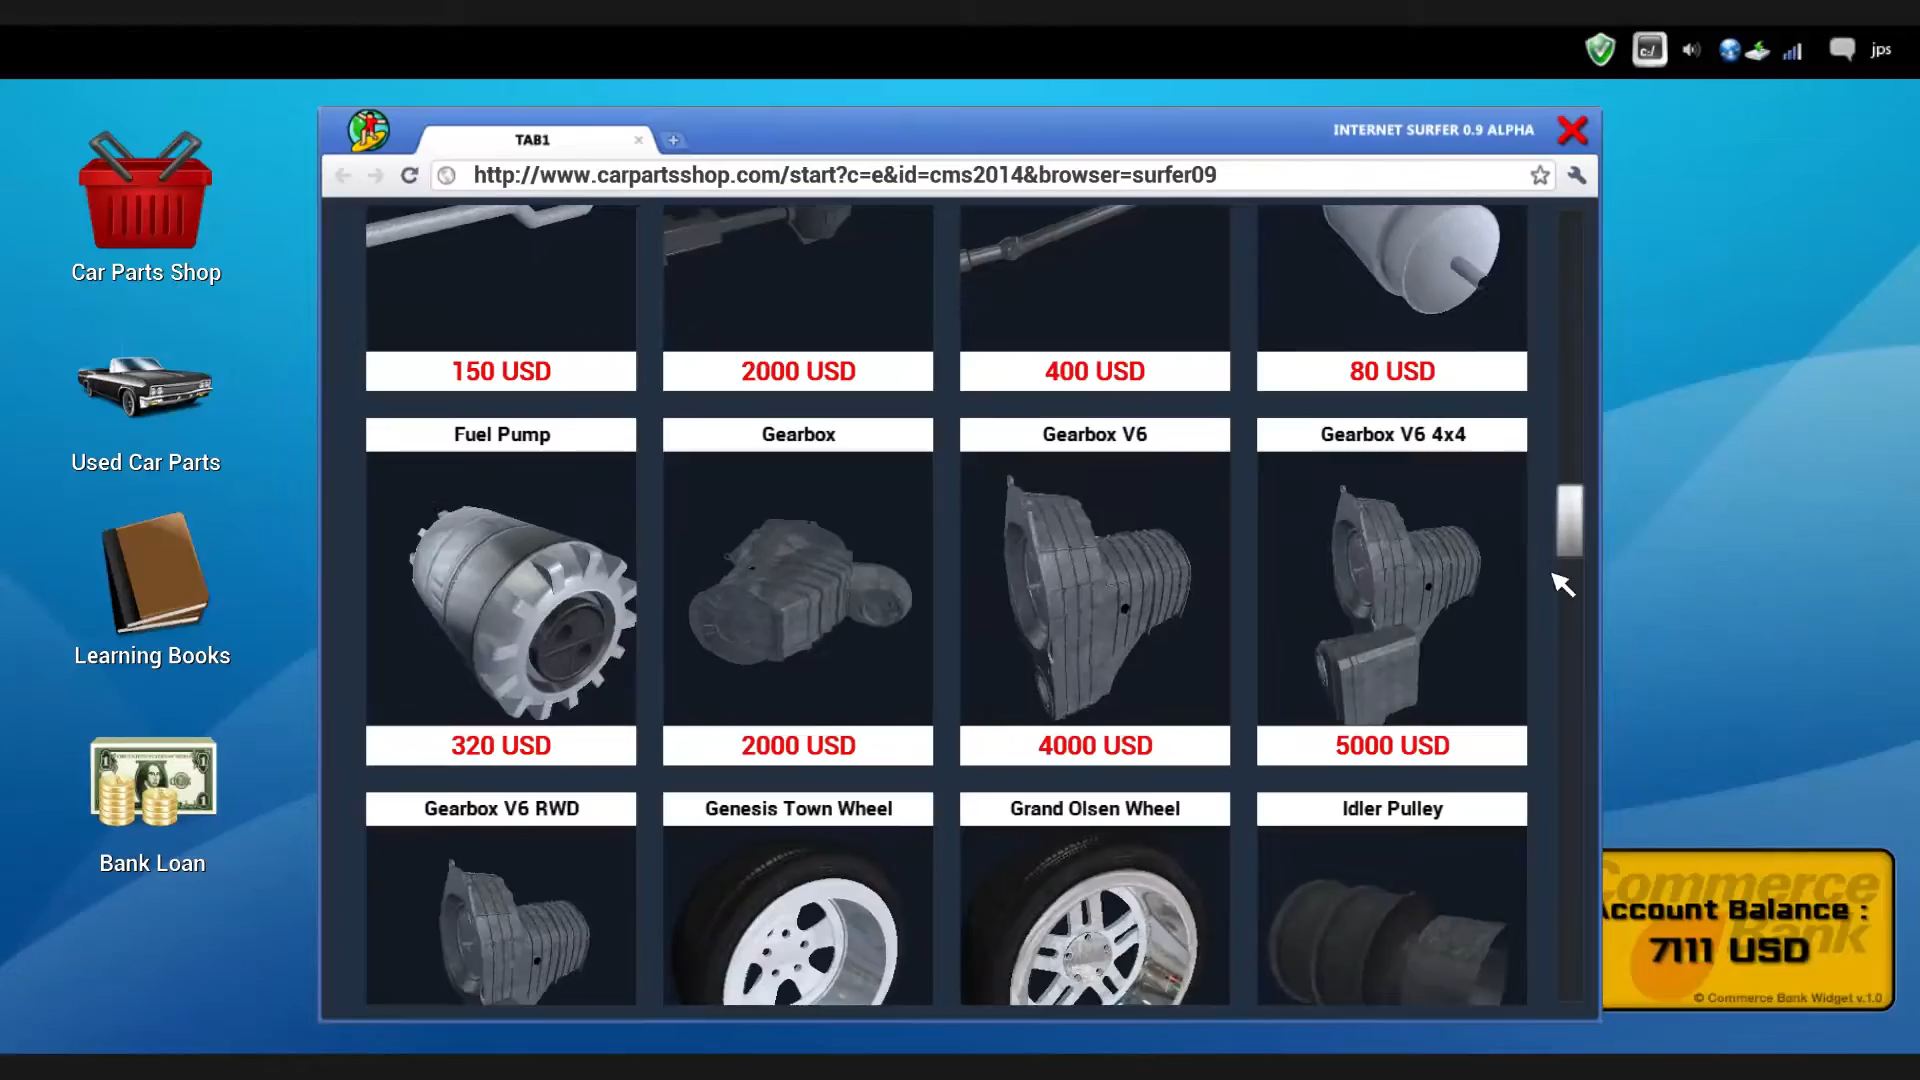 c:/
jps
TAB1
INTERNET SURFER 0.9 ALPHA
http://www.carpartsshop.com/start?c=e&id=cms2014&browser=surfer09
Car Parts Shop
Used Car Parts
Learning Books
Bank Loan
150 USD
2000 USD
400 USD
80 USD
Fuel Pump
Gearbox
Gearbox V6
Gearbox V6 4x4
320 USD
2000 USD
4000 USD
5000 USD
Gearbox V6 RWD
Genesis Town Wheel
Grand Olsen Wheel
Idler Pulley
Commerce
Bank
Account Balance :
7111 USD
© Commerce Bank Widget v.1.0